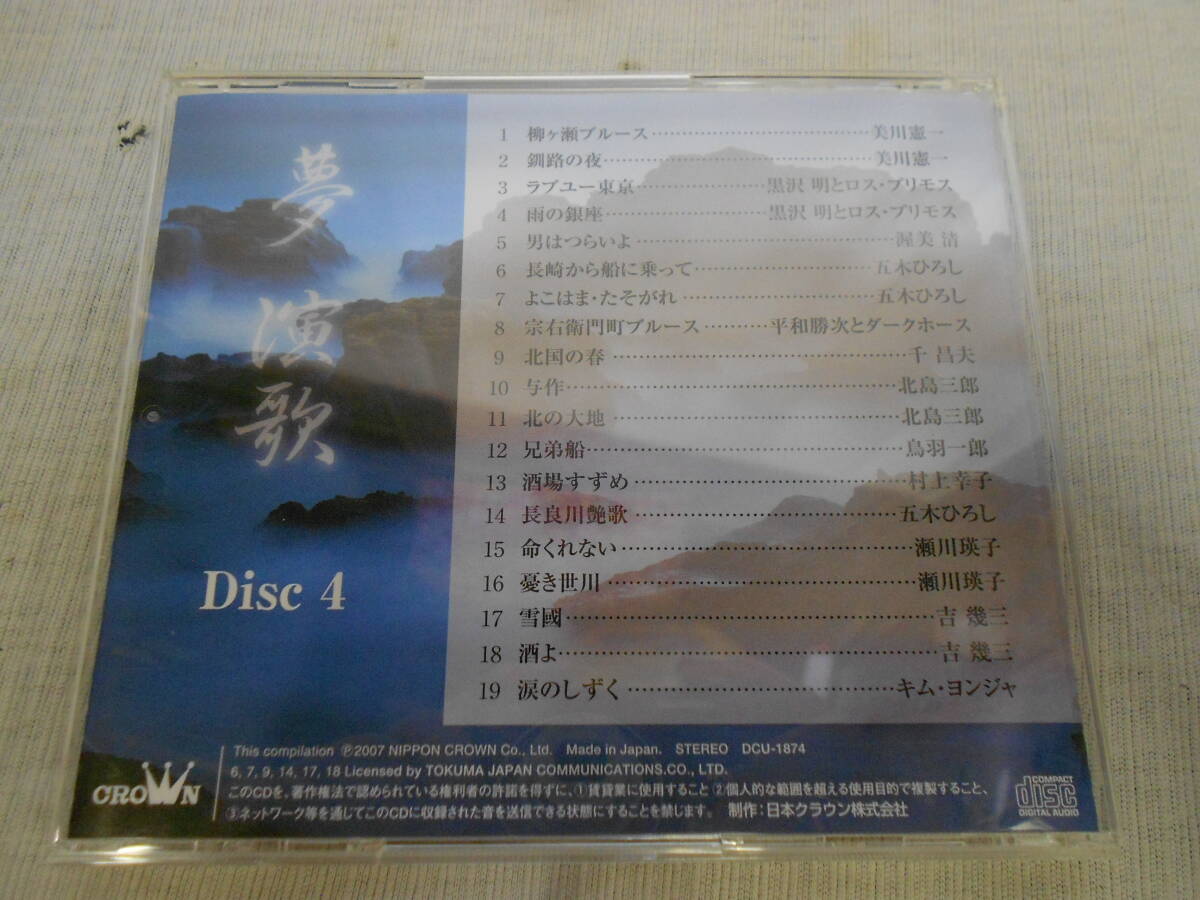 夢演歌
Disc 4
1 柳ヶ瀬ブルース……………………………美川憲一
2 釧路の夜……………………………………美川憲一
3 ラブユー東京………………黒沢 明とロス・プリモス
4 雨の銀座……………………黒沢 明とロス・プリモス
5 男はつらいよ…………………………………渥美 清
6 長崎から船に乗って………………………五木ひろし
7 よこはま・たそがれ………………………五木ひろし
8 宗右衛門町ブルース………平和勝次とダークホース
9 北国の春………………………………………千 昌夫
10 与作…………………………………………北島三郎
11 北の大地……………………………………北島三郎
12 兄弟船………………………………………鳥羽一郎
13 酒場すずめ…………………………………村上幸子
14 長良川艶歌…………………………………五木ひろし
15 命くれない…………………………………瀬川瑛子
16 憂き世川……………………………………瀬川瑛子
17 雪國…………………………………………吉 幾三
18 酒よ…………………………………………吉 幾三
19 涙のしずく………………………………キム・ヨンジャ
This compilation Ⓟ2007 NIPPON CROWN Co., Ltd. Made in Japan. STEREO DCU-1874
6, 7, 9, 14, 17, 18 Licensed by TOKUMA JAPAN COMMUNICATIONS.CO., LTD.
このCDを、著作権法で認められている権利者の許諾を得ずに、①賃貸業に使用すること ②個人的な範囲を超える使用目的で複製すること、
③ネットワーク等を通じてこのCDに収録された音を送信できる状態にすることを禁じます。 制作:日本クラウン株式会社
CROWN
COMPACT
disc
DIGITAL AUDIO